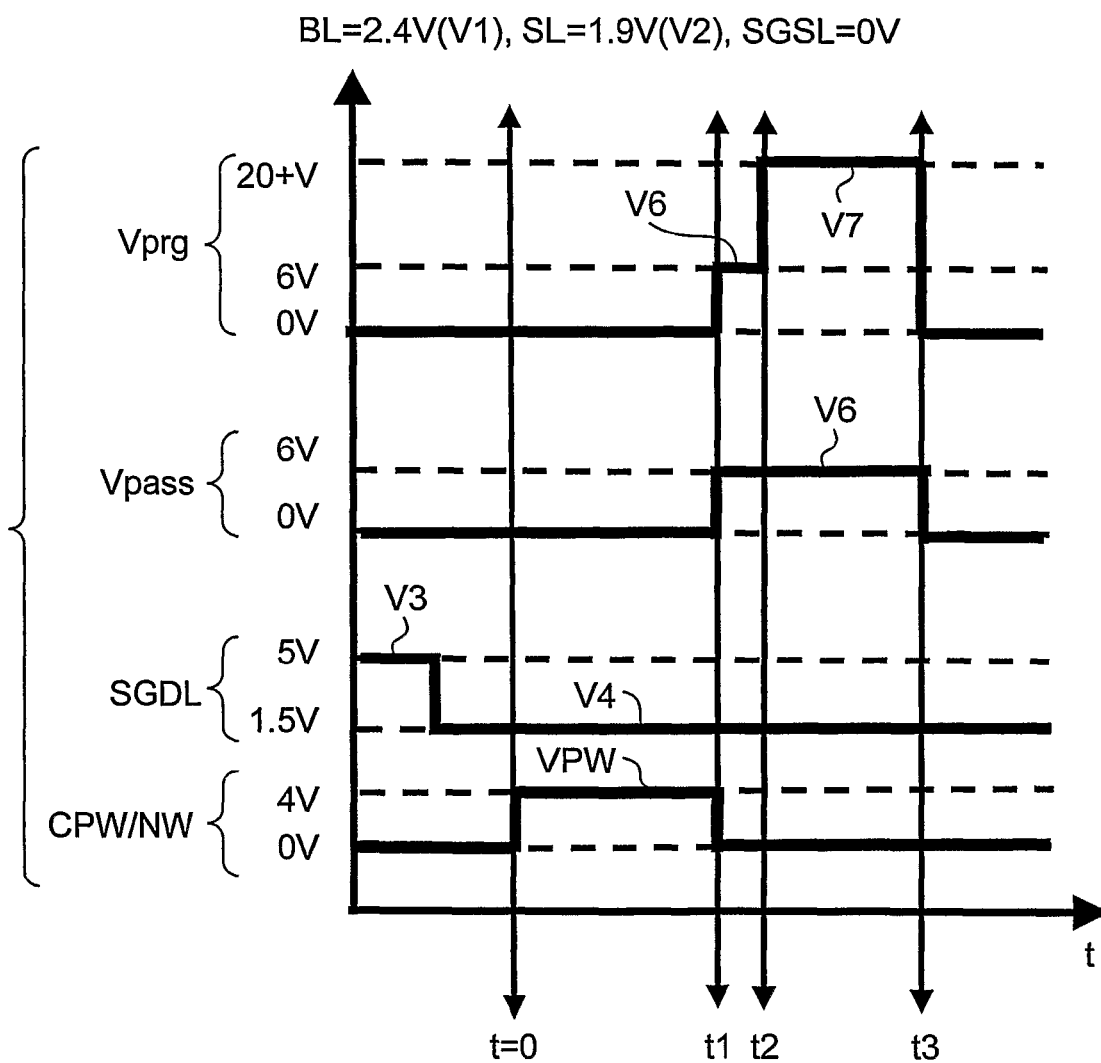 BL=2.4V(V1), SL=1.9V(V2), SGSL=0V
Vprg
20+V
6V
0V
V6
V7
Vpass
6V
0V
V6
SGDL
5V
1.5V
V3
V4
CPW/NW
4V
0V
VPW
t
t=0
t1
t2
t3